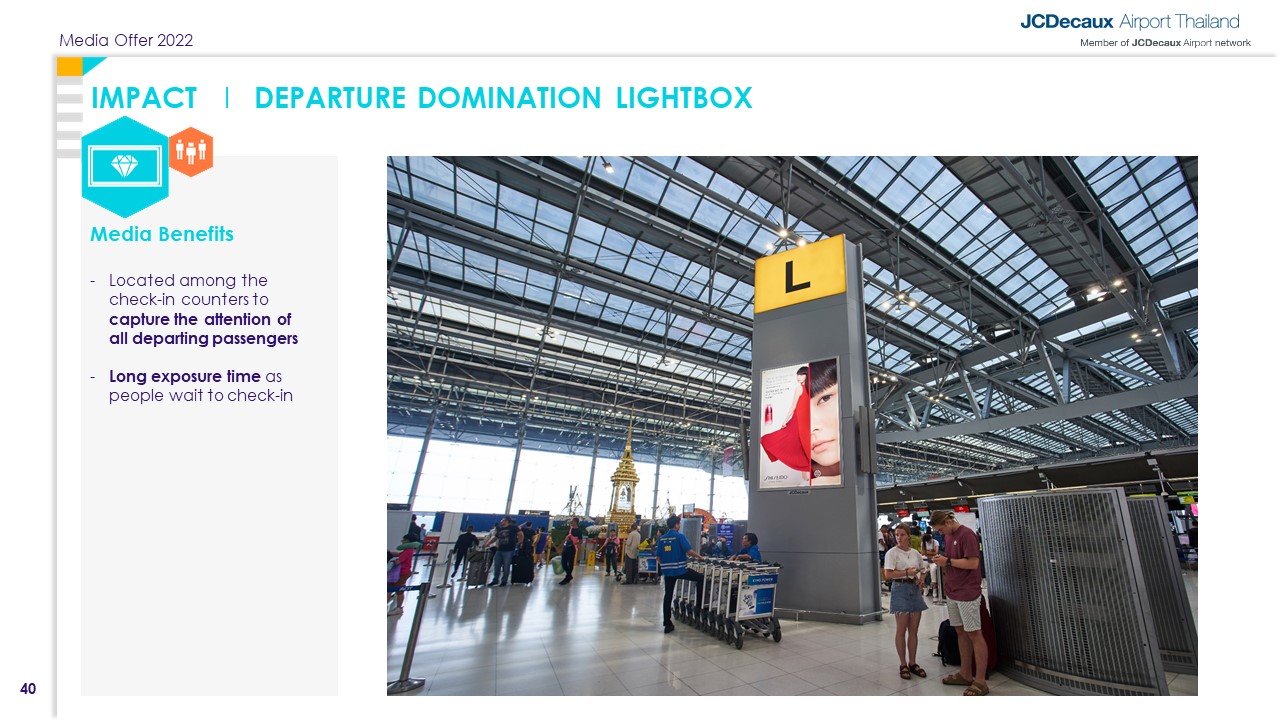 JCDecaux Airport Thailand
Member of JCDecaux Airport network
Media Offer 2022
IMPACT | DEPARTURE DOMINATION LIGHTBOX
Media Benefits
- Located among the
check-in counters to
capture the attention of
all departing passengers
- Long exposure time as
people wait to check-in
L
SHISEIDO
JCDecaux
40